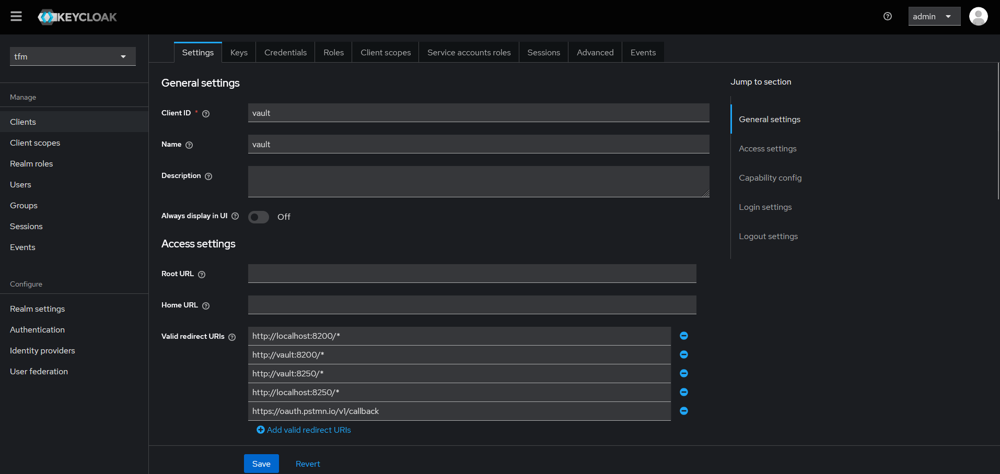 KEYCLOAK
admin
tfm
Manage
Clients
Client scopes
Realm roles
Users
Groups
Sessions
Events
Configure
Realm settings
Authentication
Identity providers
User federation
Settings Keys Credentials Roles Client scopes Service accounts roles Sessions Advanced Events
General settings
Client ID * vault
Name vault
Description
Always display in UI Off
Access settings
Root URL
Home URL
Valid redirect URIs http://localhost:8200/*
http://vault:8200/*
http://vault:8250/*
http://localhost:8250/*
https://oauth.pstmn.io/v1/callback
Add valid redirect URIs
Save Revert
Jump to section
General settings
Access settings
Capability config
Login settings
Logout settings